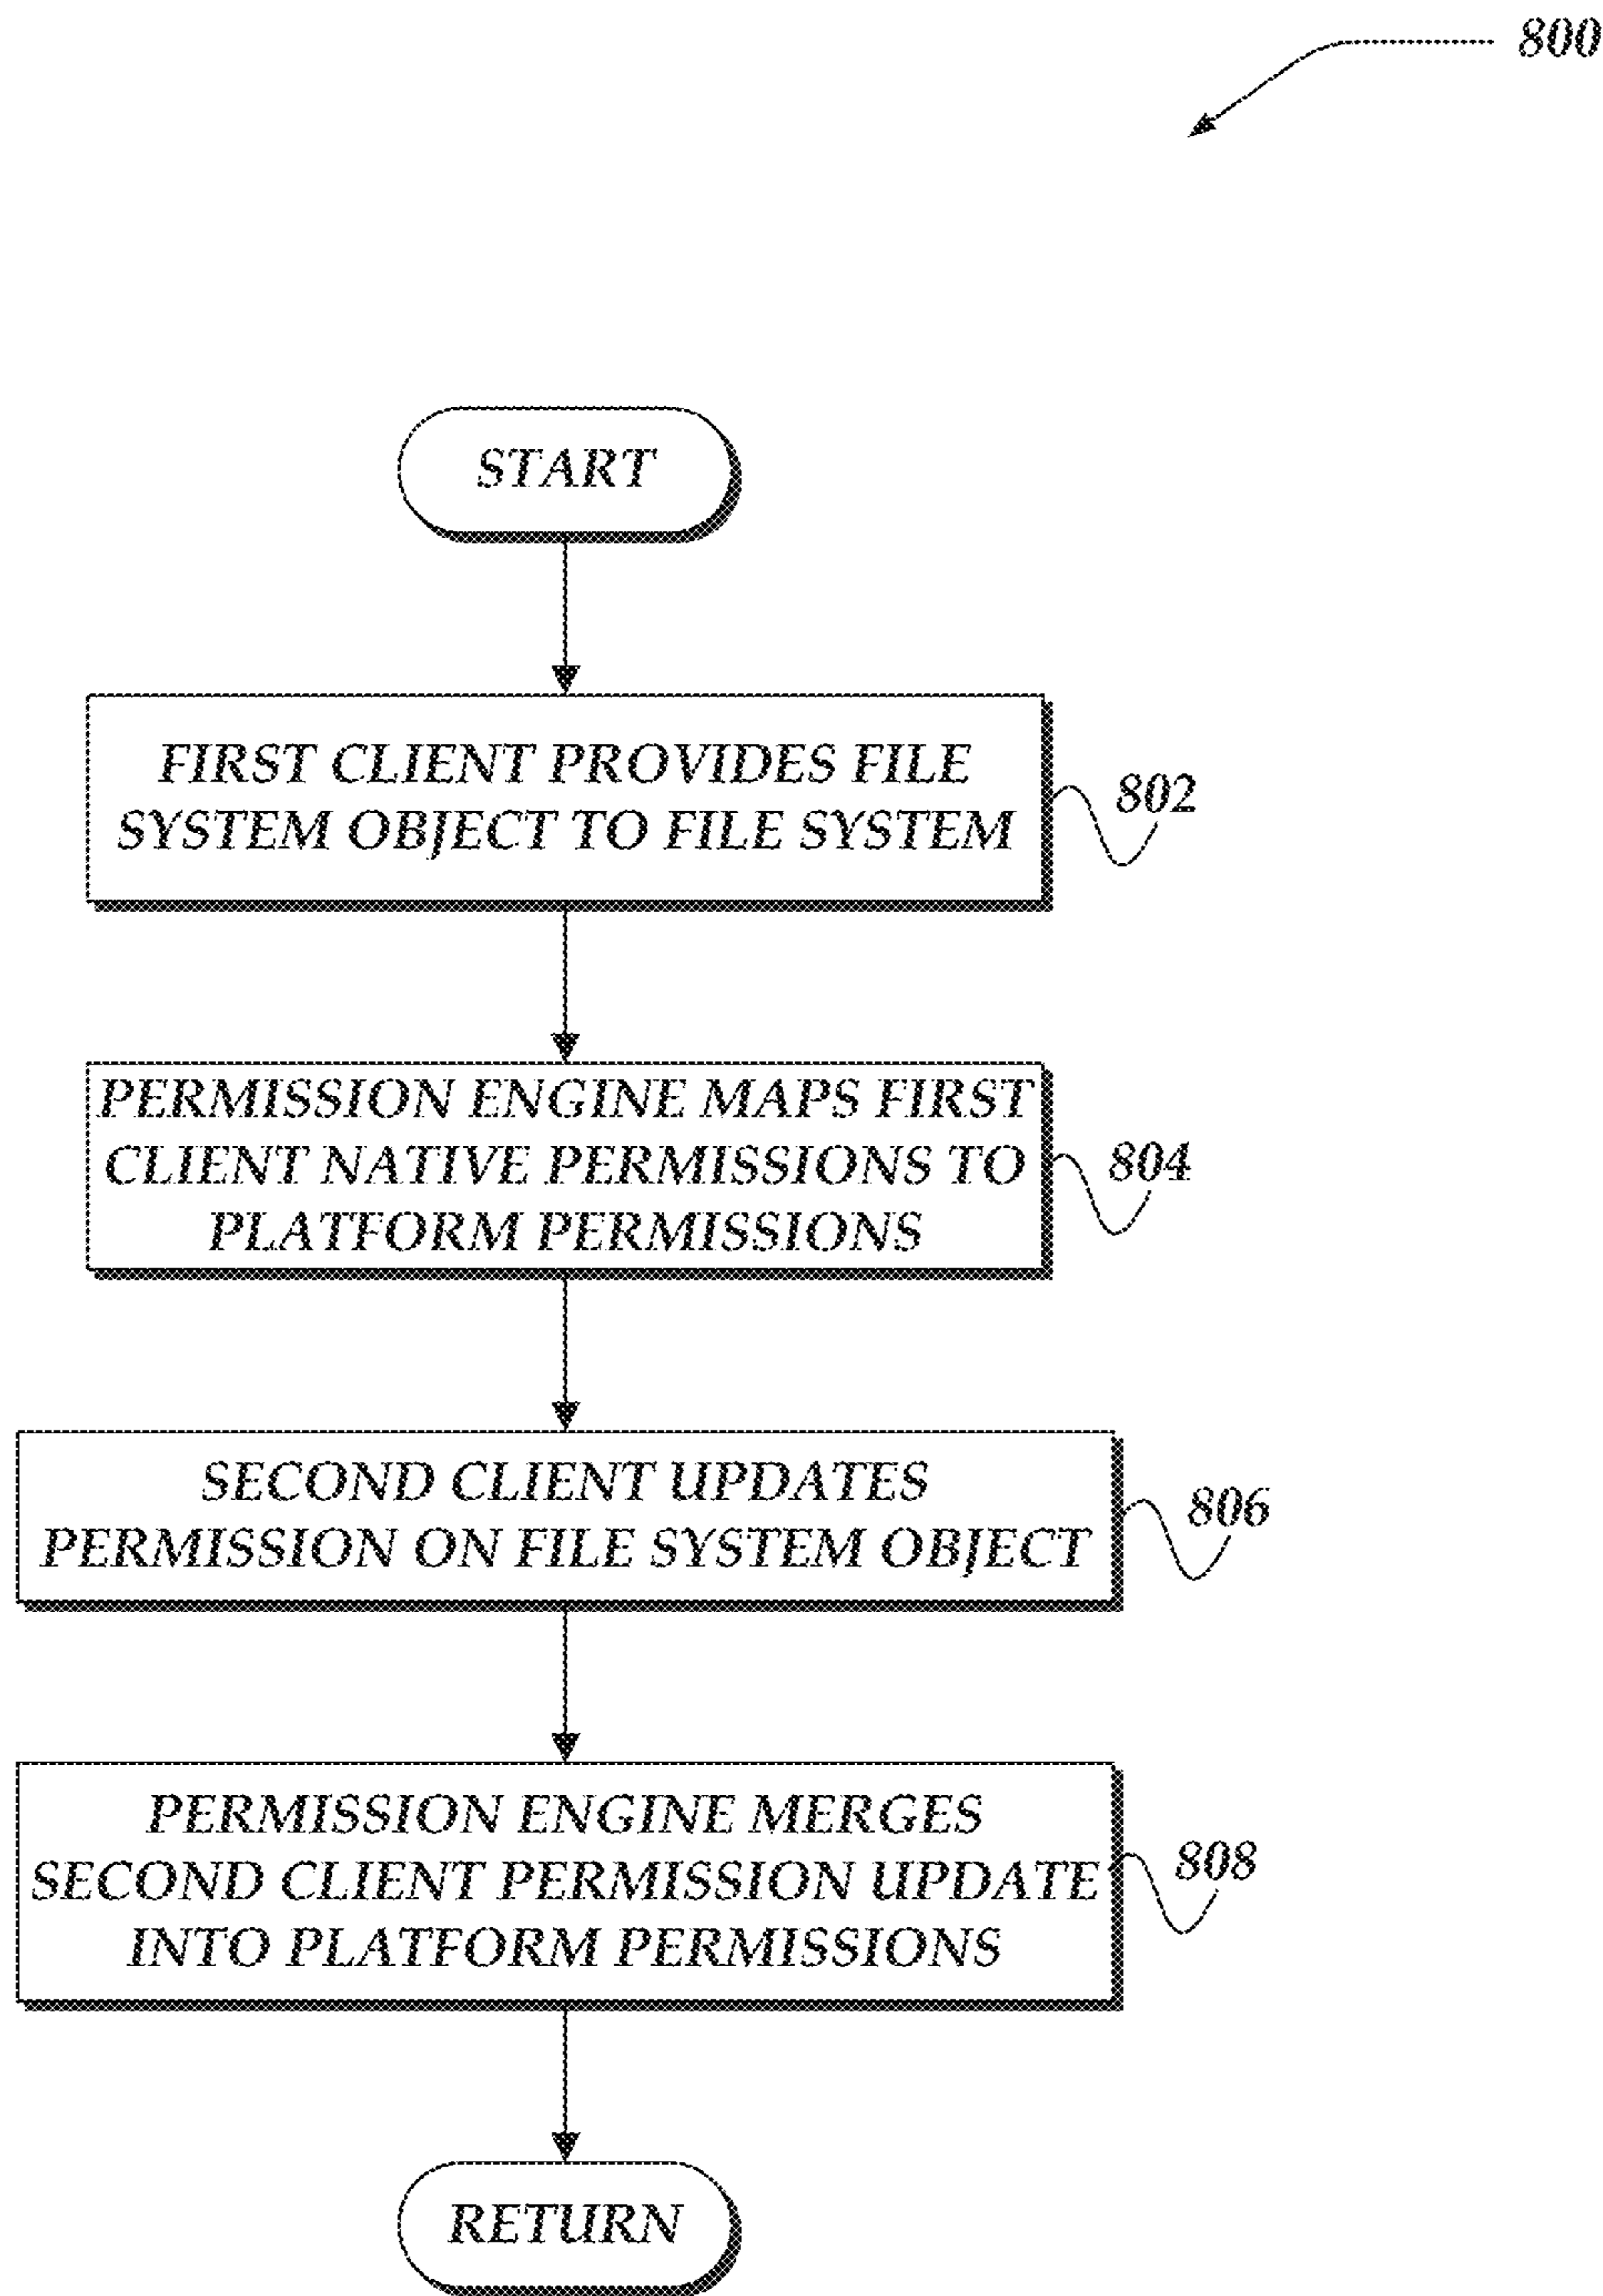 800
START
FIRST CLIENT PROVIDES FILE
SYSTEM OBJECT TO FILE SYSTEM
802
PERMISSION ENGINE MAPS FIRST
CLIENT NATIVE PERMISSIONS TO
PLATFORM PERMISSIONS
804
SECOND CLIENT UPDATES
PERMISSION ON FILE SYSTEM OBJECT
806
PERMISSION ENGINE MERGES
SECOND CLIENT PERMISSION UPDATE
INTO PLATFORM PERMISSIONS
808
RETURN